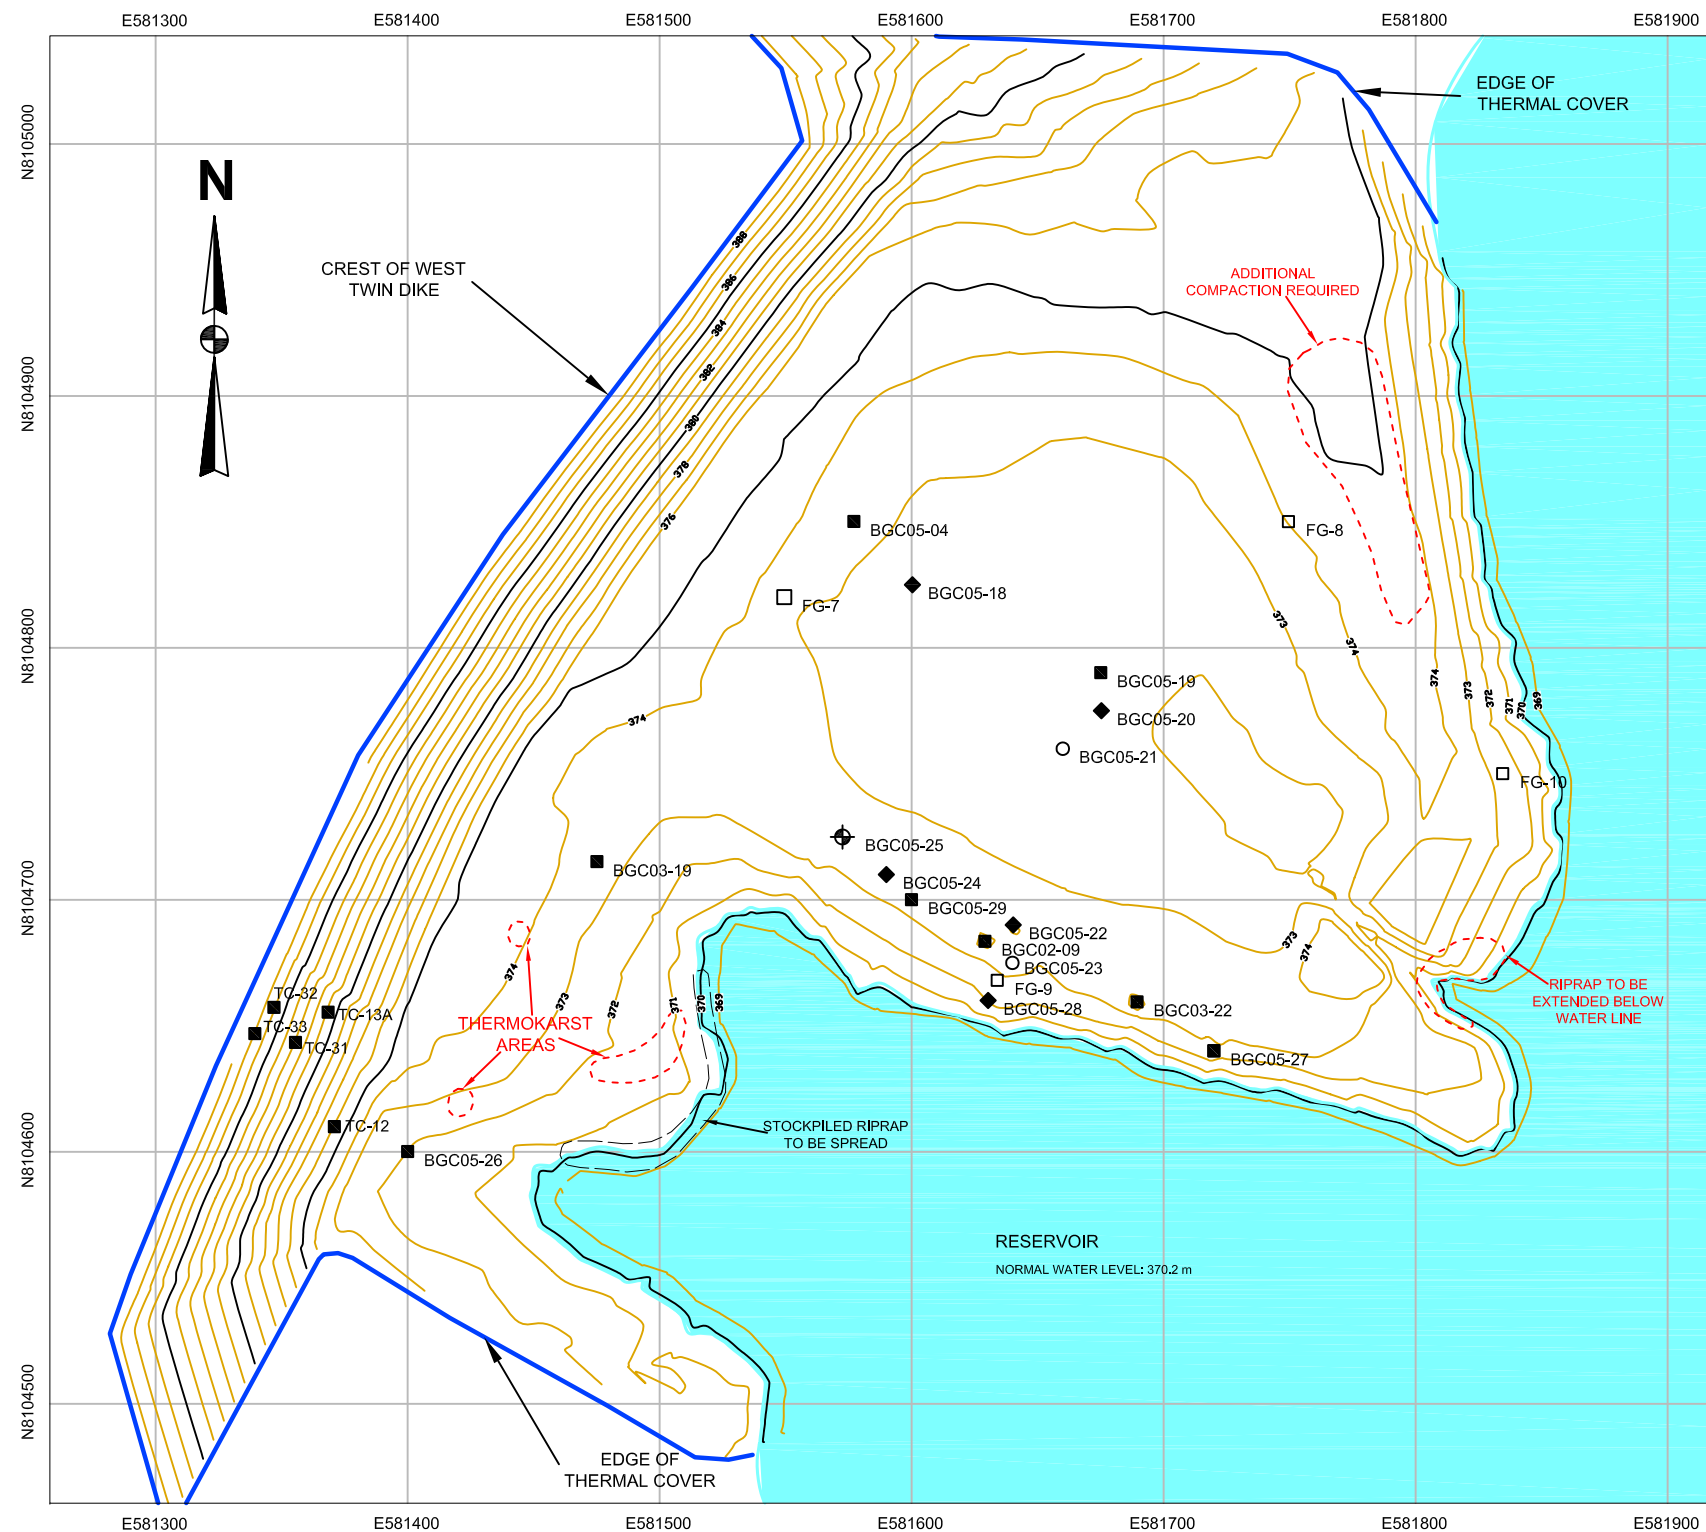 E581300 E581400 E581500 E581600 E581700 E581800 E581900
EDGE OF
THERMAL COVER
N8105000
N
388
CREST OF WEST
TWIN DIKE
386
ADDITIONAL
COMPACTION REQUIRED
384
382
N8104900
380
378
376
BGC05-04
FG-8
BGC05-18
FG-7
373
374
N8104800
374
373
372
371
370
369
BGC05-19
374
BGC05-20
BGC05-21
FG-10
BGC05-25
BGC03-19
BGC05-24
BGC05-29
N8104700
BGC05-22
373
374
BGC02-09
BGC05-23
374
FG-9
RIPRAP TO BE
EXTENDED BELOW
WATER LINE
TC-32
373
372
371
370
369
BGC05-28
BGC03-22
TC-13A
TC-33
THERMOKARST
AREAS
TC-31
BGC05-27
TC-12
STOCKPILED RIPRAP
TO BE SPREAD
N8104600
BGC05-26
RESERVOIR
NORMAL WATER LEVEL: 370.2 m
N8104500
EDGE OF
THERMAL COVER
E581300 E581400 E581500 E581600 E581700 E581800 E581900